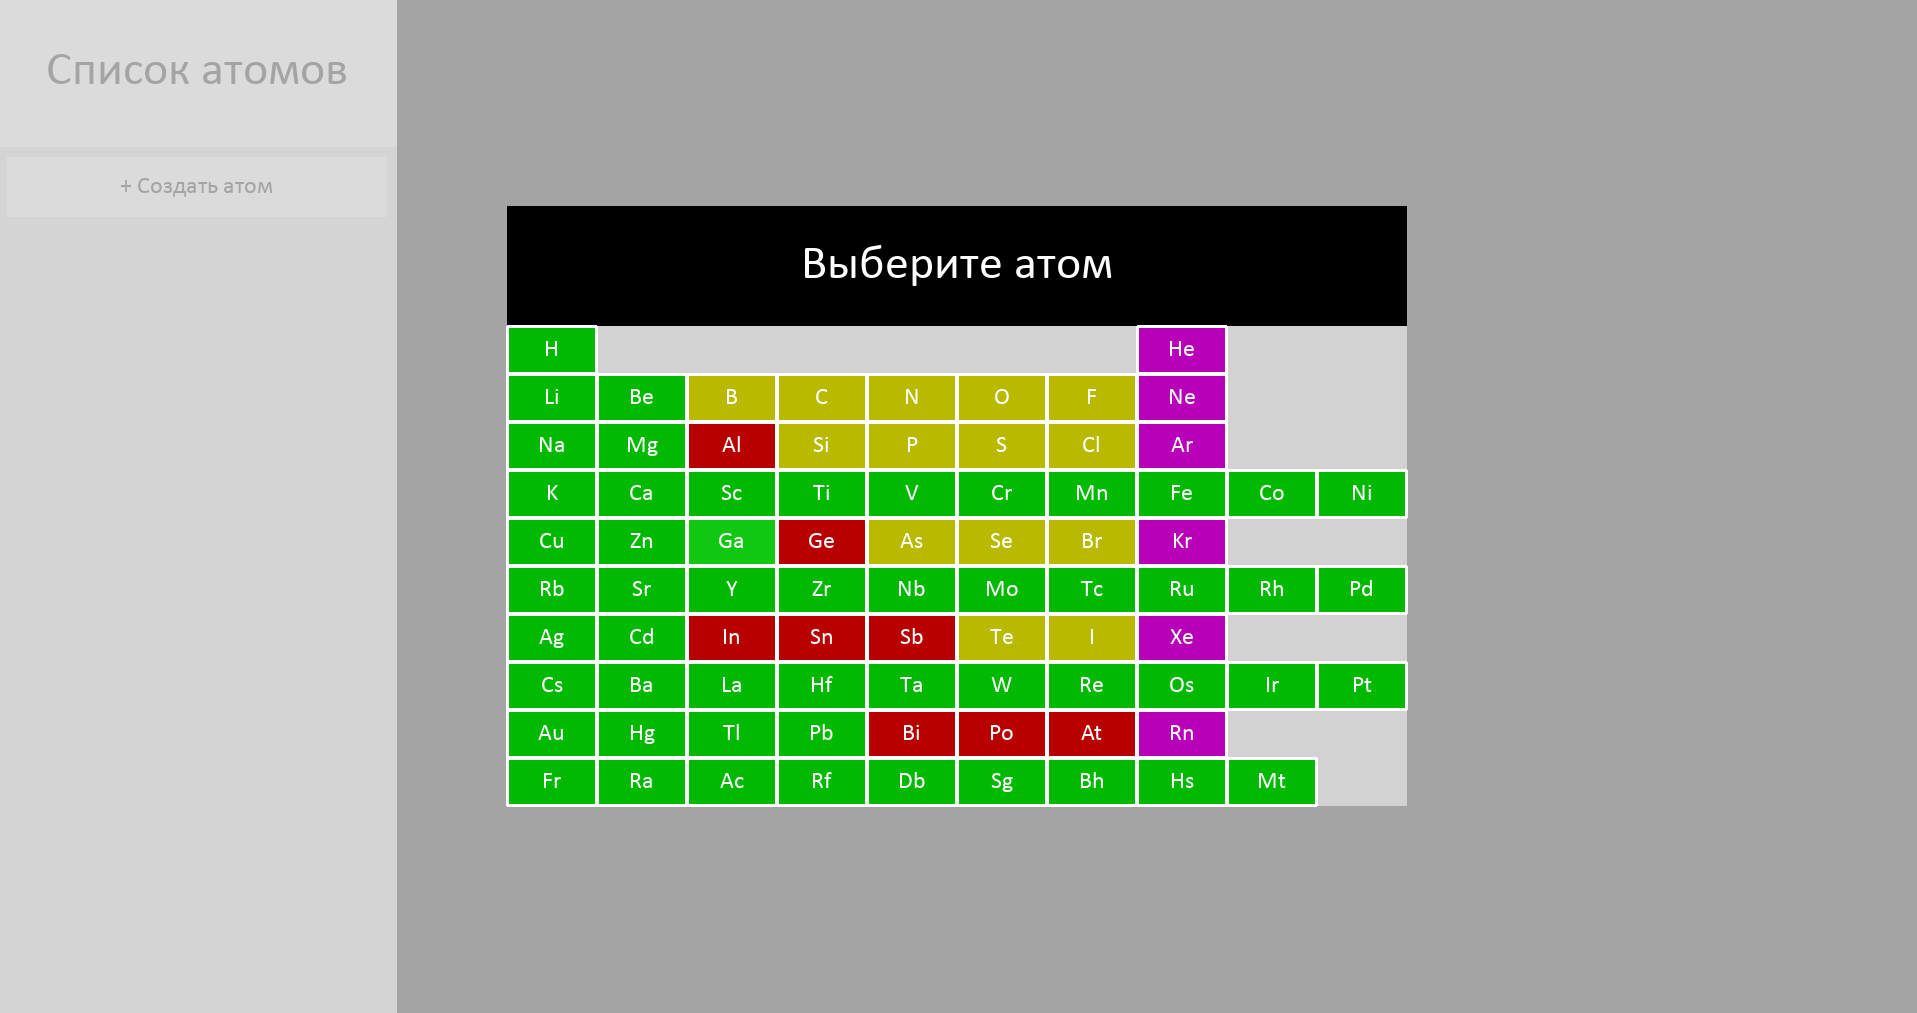 Список атомов
+ Создать атом
Выберите атом
H He
Li Be B C N O F Ne
Na Mg Al Si P S Cl Ar
K Ca Sc Ti V Cr Mn Fe Co Ni
Cu Zn Ga Ge As Se Br Kr
Rb Sr Y Zr Nb Mo Tc Ru Rh Pd
Ag Cd In Sn Sb Te I Xe
Cs Ba La Hf Ta W Re Os Ir Pt
Au Hg Tl Pb Bi Po At Rn
Fr Ra Ac Rf Db Sg Bh Hs Mt